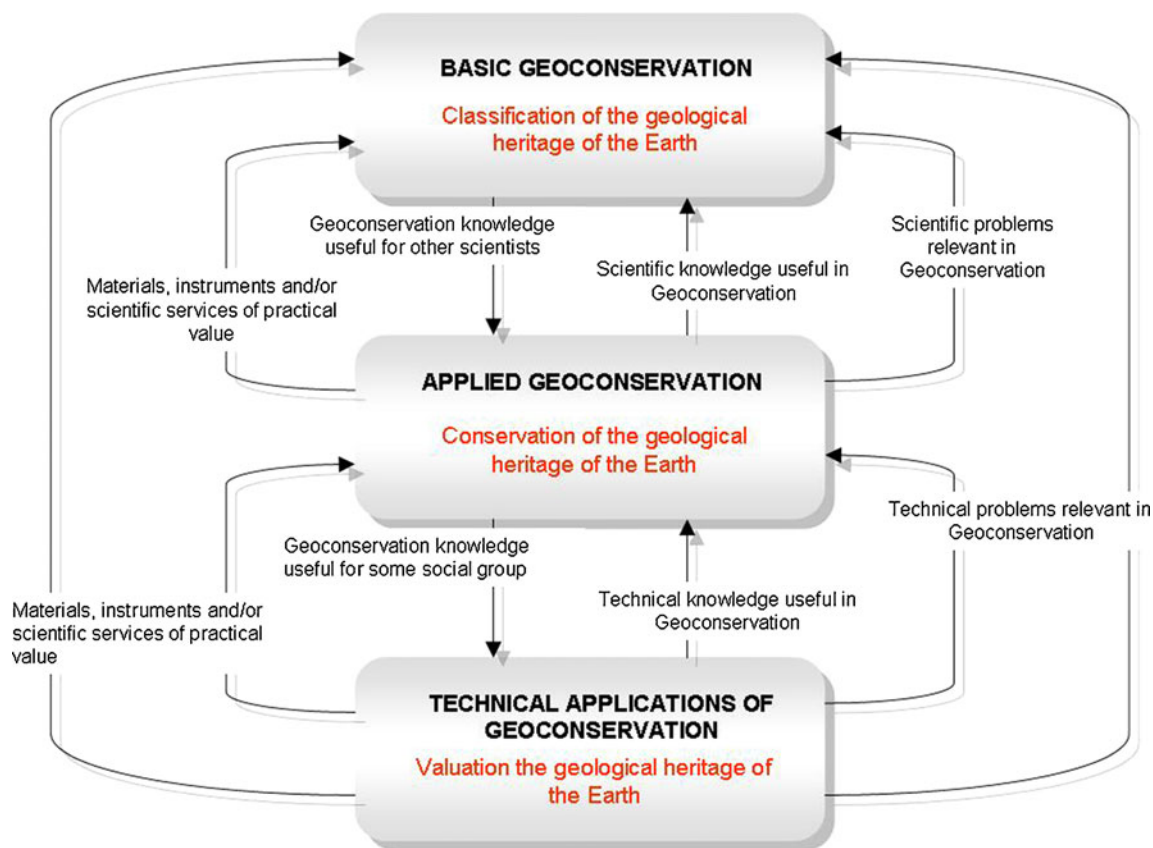 BASIC GEOCONSERVATION
Classification of the geological
heritage of the Earth
Geoconservation knowledge
useful for other scientists
Scientific knowledge useful in
Geoconservation
Scientific problems
relevant in
Geoconservation
Materials, instruments and/or
scientific services of practical
value
APPLIED GEOCONSERVATION
Conservation of the geological
heritage of the Earth
Technical problems relevant in
Geoconservation
Geoconservation knowledge
useful for some social group
Technical knowledge useful in
Geoconservation
Materials, instruments and/or
scientific services of practical
value
TECHNICAL APPLICATIONS OF
GEOCONSERVATION
Valuation the geological heritage of
the Earth